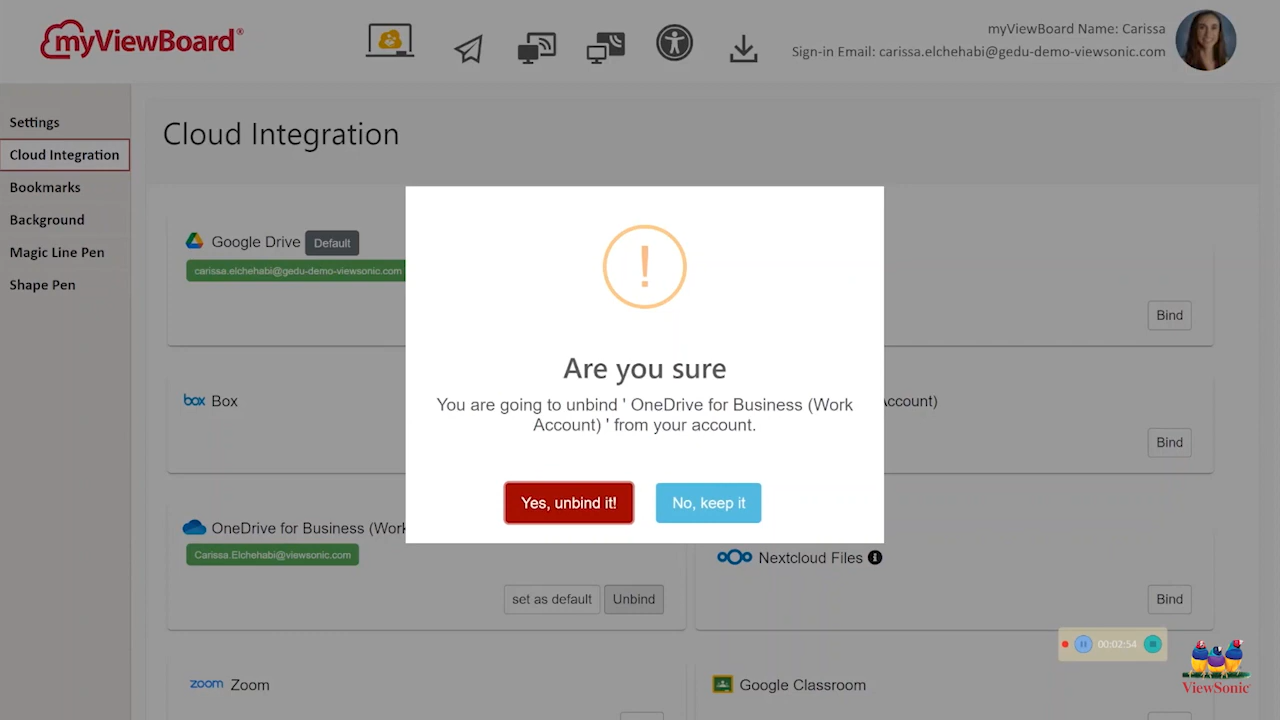 myViewBoard®
myViewBoard Name: Carissa
Sign-in Email: carissa.elchehabi@gedu-demo-viewsonic.com
Settings
Cloud Integration
Bookmarks
Background
Magic Line Pen
Shape Pen
Cloud Integration
Google Drive Default
carissa.elchehabi@gedu-demo-viewsonic.com
Bind
box Box
Account)
Bind
Are you sure
You are going to unbind ' OneDrive for Business (Work
Account) ' from your account.
Yes, unbind it! No, keep it
OneDrive for Business (Work
Carissa.Elchehabi@viewsonic.com
set as default Unbind
Nextcloud Files
Bind
00:02:54
ViewSonic
zoom Zoom
Google Classroom